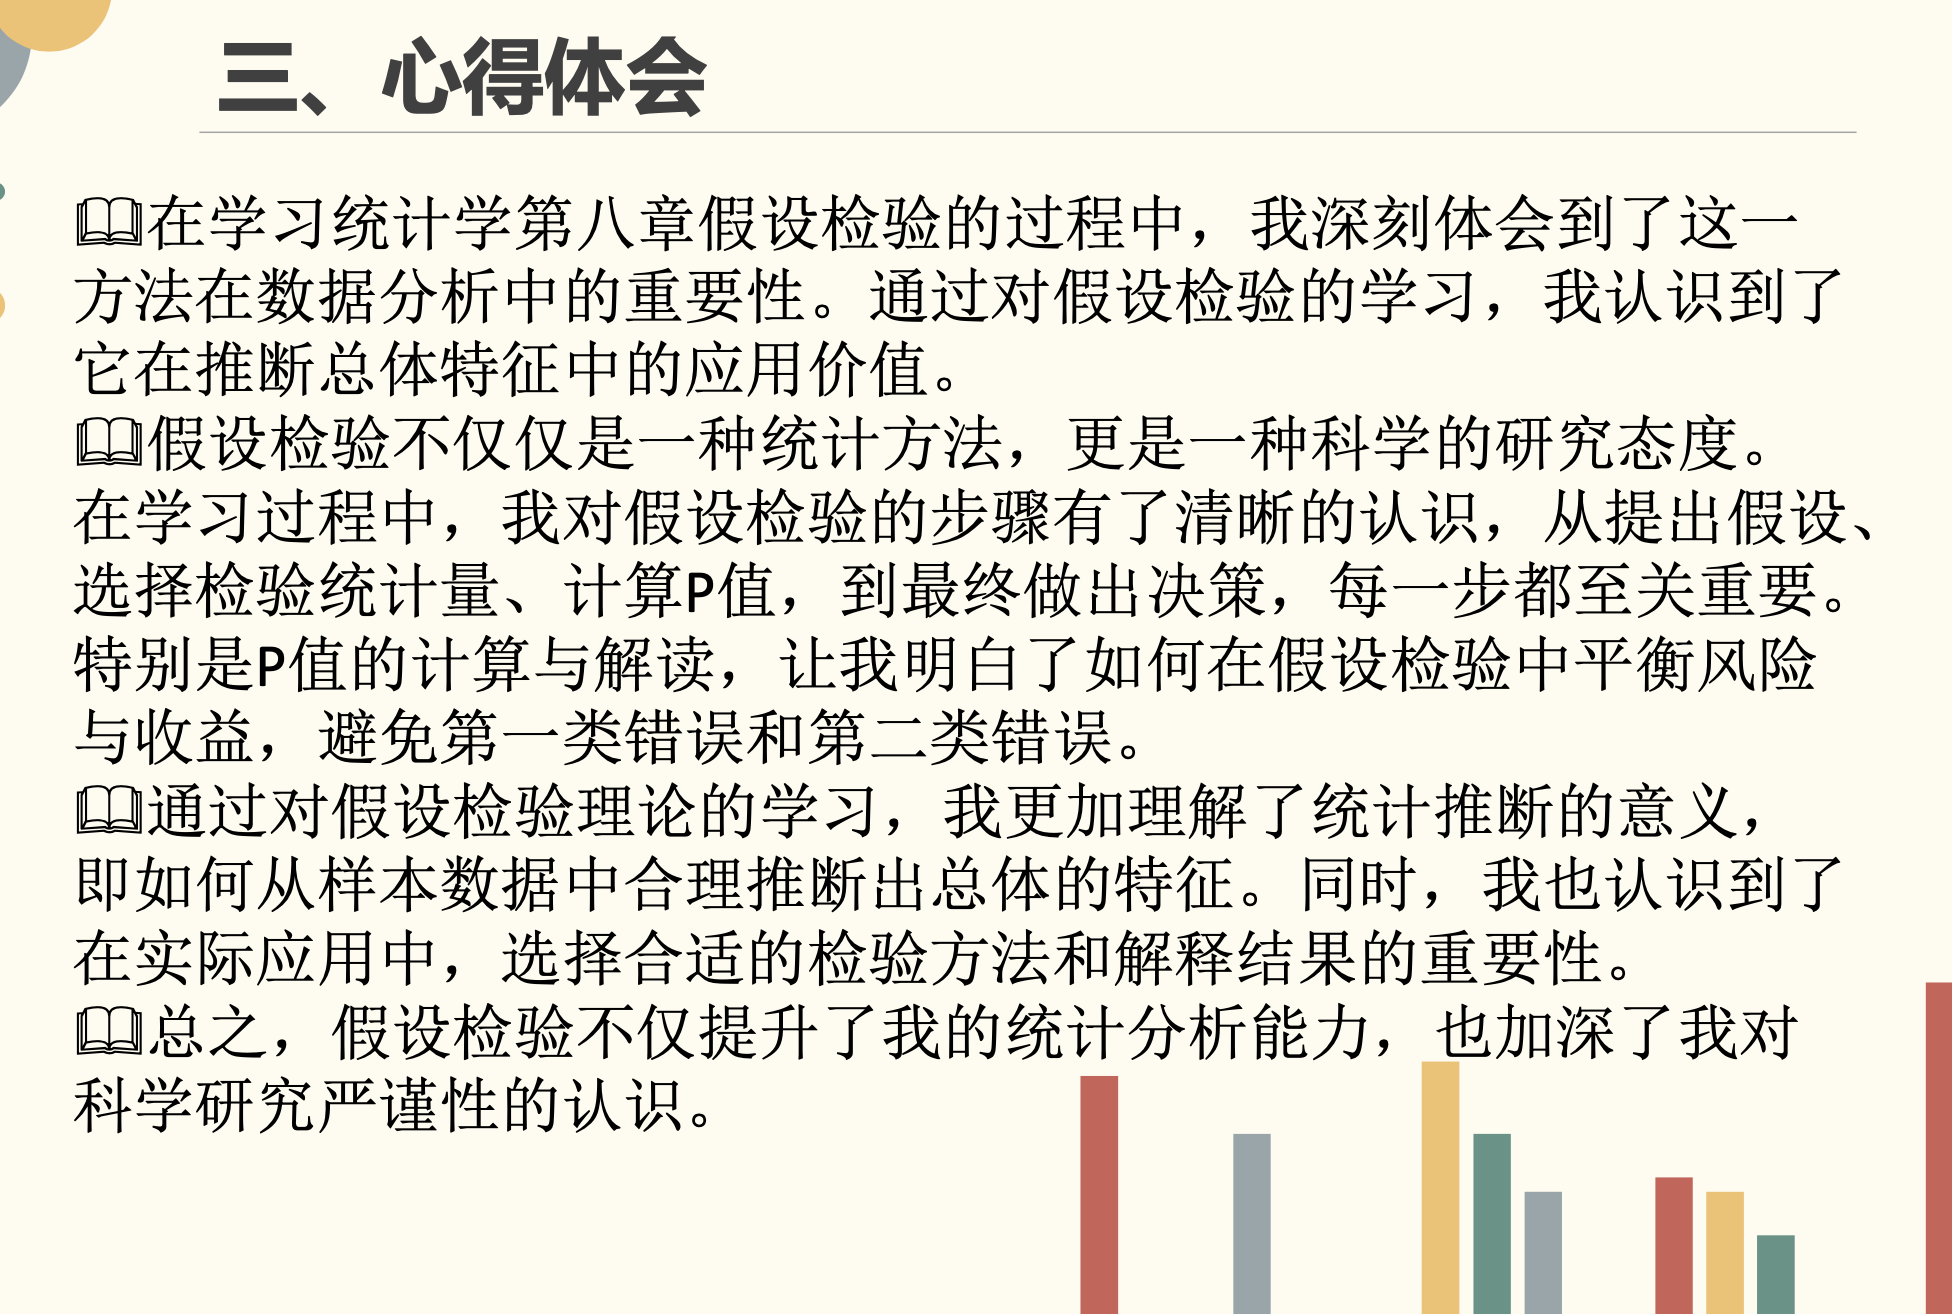 三、心得体会
🕮在学习统计学第八章假设检验的过程中，我深刻体会到了这一
方法在数据分析中的重要性。通过对假设检验的学习，我认识到了
它在推断总体特征中的应用价值。
🕮假设检验不仅仅是一种统计方法，更是一种科学的研究态度。
在学习过程中，我对假设检验的步骤有了清晰的认识，从提出假设、
选择检验统计量、计算P值，到最终做出决策，每一步都至关重要。
特别是P值的计算与解读，让我明白了如何在假设检验中平衡风险
与收益，避免第一类错误和第二类错误。
🕮通过对假设检验理论的学习，我更加理解了统计推断的意义，
即如何从样本数据中合理推断出总体的特征。同时，我也认识到了
在实际应用中，选择合适的检验方法和解释结果的重要性。
🕮总之，假设检验不仅提升了我的统计分析能力，也加深了我对
科学研究严谨性的认识。